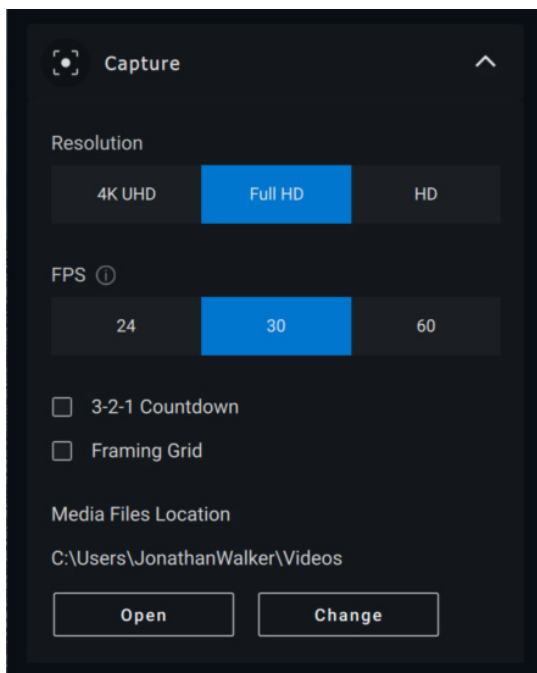 Capture
Resolution
4K UHD Full HD HD
FPS
24 30 60
3-2-1 Countdown
Framing Grid
Media Files Location
C:\Users\JonathanWalker\Videos
Open Change